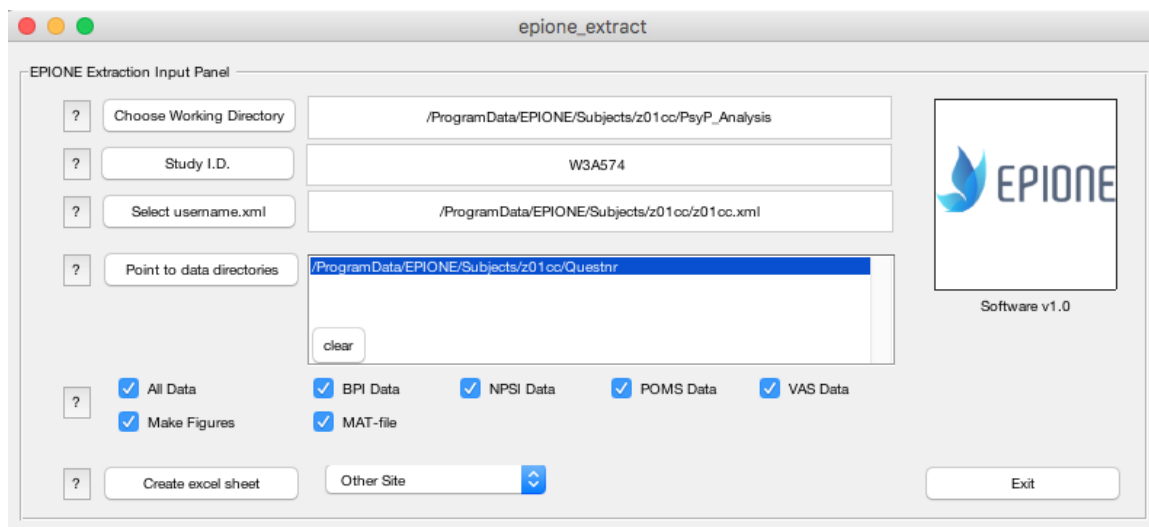 epione_extract
EPIONE Extraction Input Panel
? Choose Working Directory /ProgramData/EPIONE/Subjects/z01cc/PsyP_Analysis
? Study I.D. W3A574
? Select username.xml /ProgramData/EPIONE/Subjects/z01cc/z01cc.xml
EPIONE
Software v1.0
? Point to data directories /ProgramData/EPIONE/Subjects/z01cc/Questnr
clear
? All Data BPI Data NPSI Data POMS Data VAS Data
Make Figures MAT-file
? Create excel sheet Other Site Exit